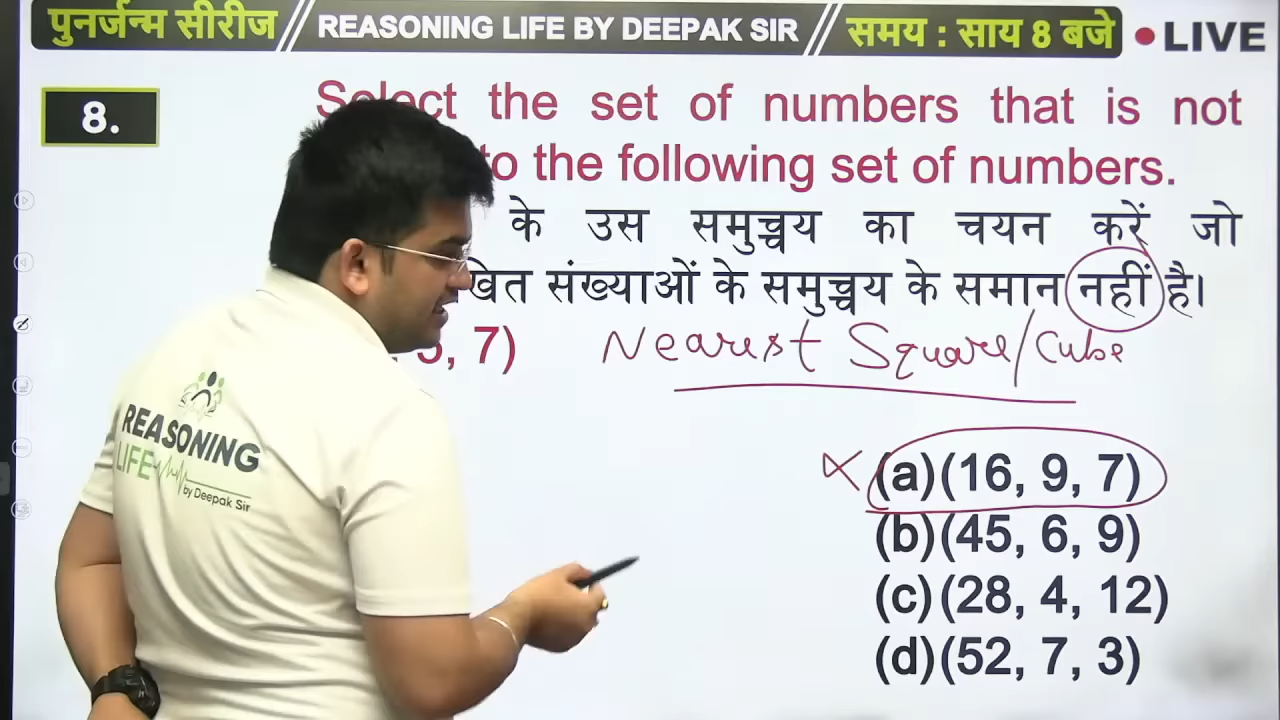 पुनर्जन्म सीरीज // REASONING LIFE BY DEEPAK SIR // समय : साय 8 बजे • LIVE
8.
Select the set of numbers that is not
to the following set of numbers.
के उस समुच्चय का चयन करें जो
संख्याओं के समुच्चय के समान नहीं है।
5, 7) Nearest Square/Cube
(a) (16, 9, 7)
(b) (45, 6, 9)
(c) (28, 4, 12)
(d) (52, 7, 3)
REASONING
LIFE
by Deepak Sir